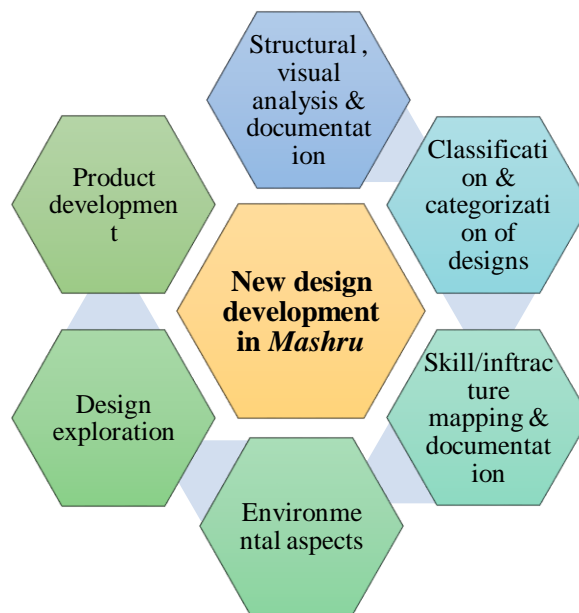 Structural ,
visual
analysis &
documentat
ion
Classificati
on &
categorizati
on of
designs
Skill/inftrac
ture
mapping &
documentat
ion
Environme
ntal aspects
Design
exploration
Product
developmen
t
New design
development
in Mashru